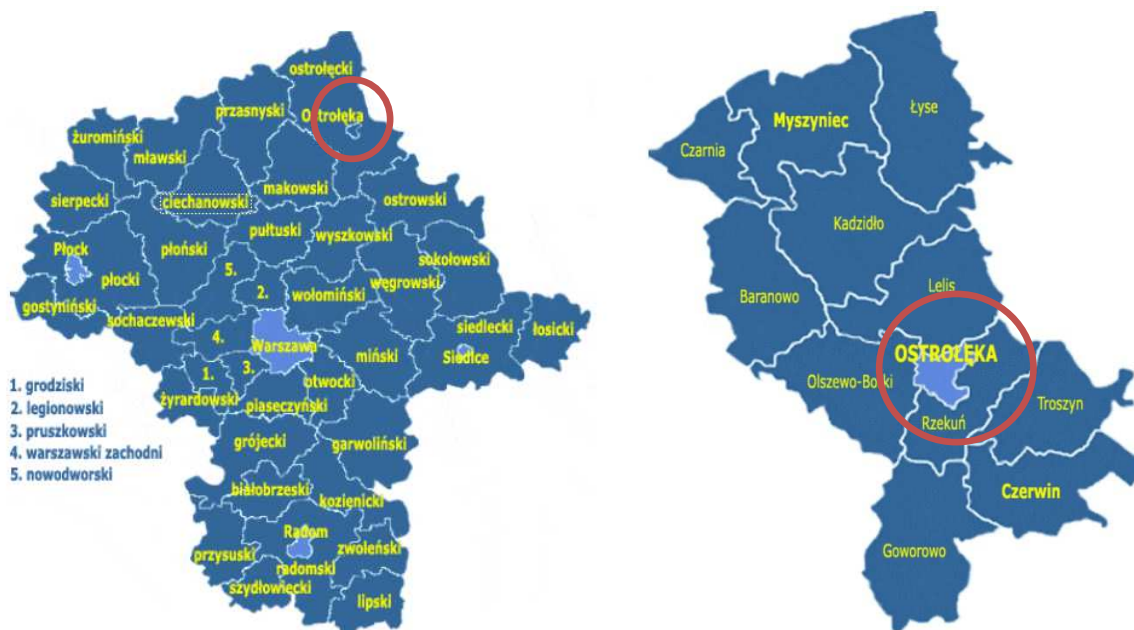 ostrołęcki
Ostrołęka
przasnyski
żuromiński
mławski
makowski
sierpecki
ciechanowski
ostrowski
pułtuski
wyszkowski
Płock
płoński
płocki
5.
sokołowski
węgrowski
2.
wołomiński
gostyniński
sochaczewski
4.
Warszawa
siedlecki
łosicki
Siedlce
miński
1.
3.
otwocki
żyrardowski
piaseczyński
1. grodziski
2. legionowski
3. pruszkowski
4. warszawski zachodni
5. nowodworski
grójecki
garwoliński
białobrzeski
kozienicki
Radom
przysuski
zwoleński
radomski
szydłowiecki
lipski
Łyse
Myszyniec
Czarnia
Kadzidło
Baranowo
Lelis
OSTROŁĘKA
Olszewo-Borki
Troszyn
Rzekuń
Czerwin
Goworowo